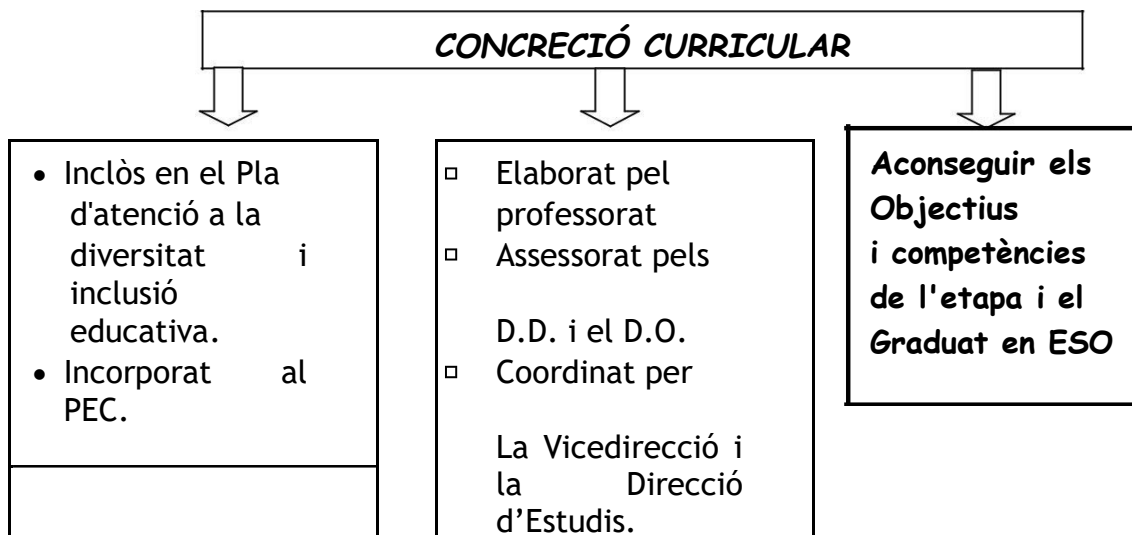 CONCRECIÓ CURRICULAR
• Inclòs en el Pla
d'atenció a la
diversitat i
inclusió
educativa.
• Incorporat al
PEC.
▫ Elaborat pel
professorat
▫ Assessorat pels
D.D. i el D.O.
▫ Coordinat per
La Vicedirecció i
la Direcció
d’Estudis.
Aconseguir els
Objectius
i competències
de l'etapa i el
Graduat en ESO